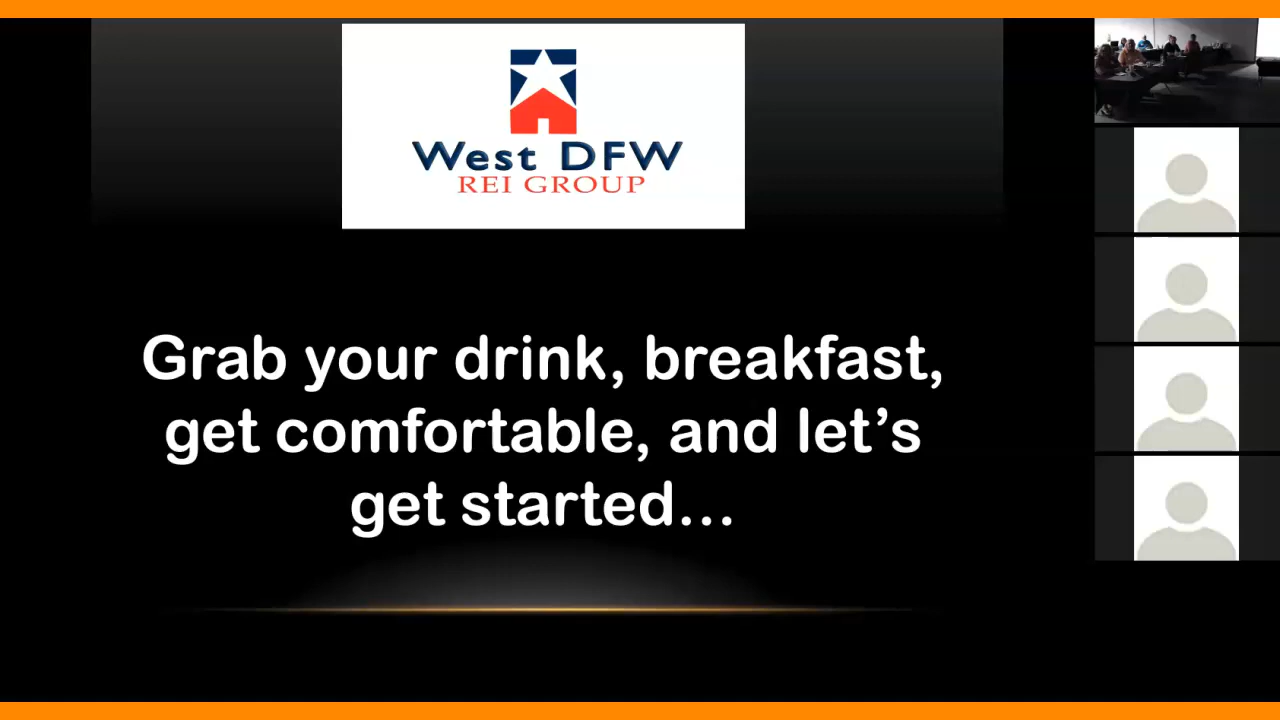 West DFW
REI GROUP
Grab your drink, breakfast,
get comfortable, and let’s
get started…